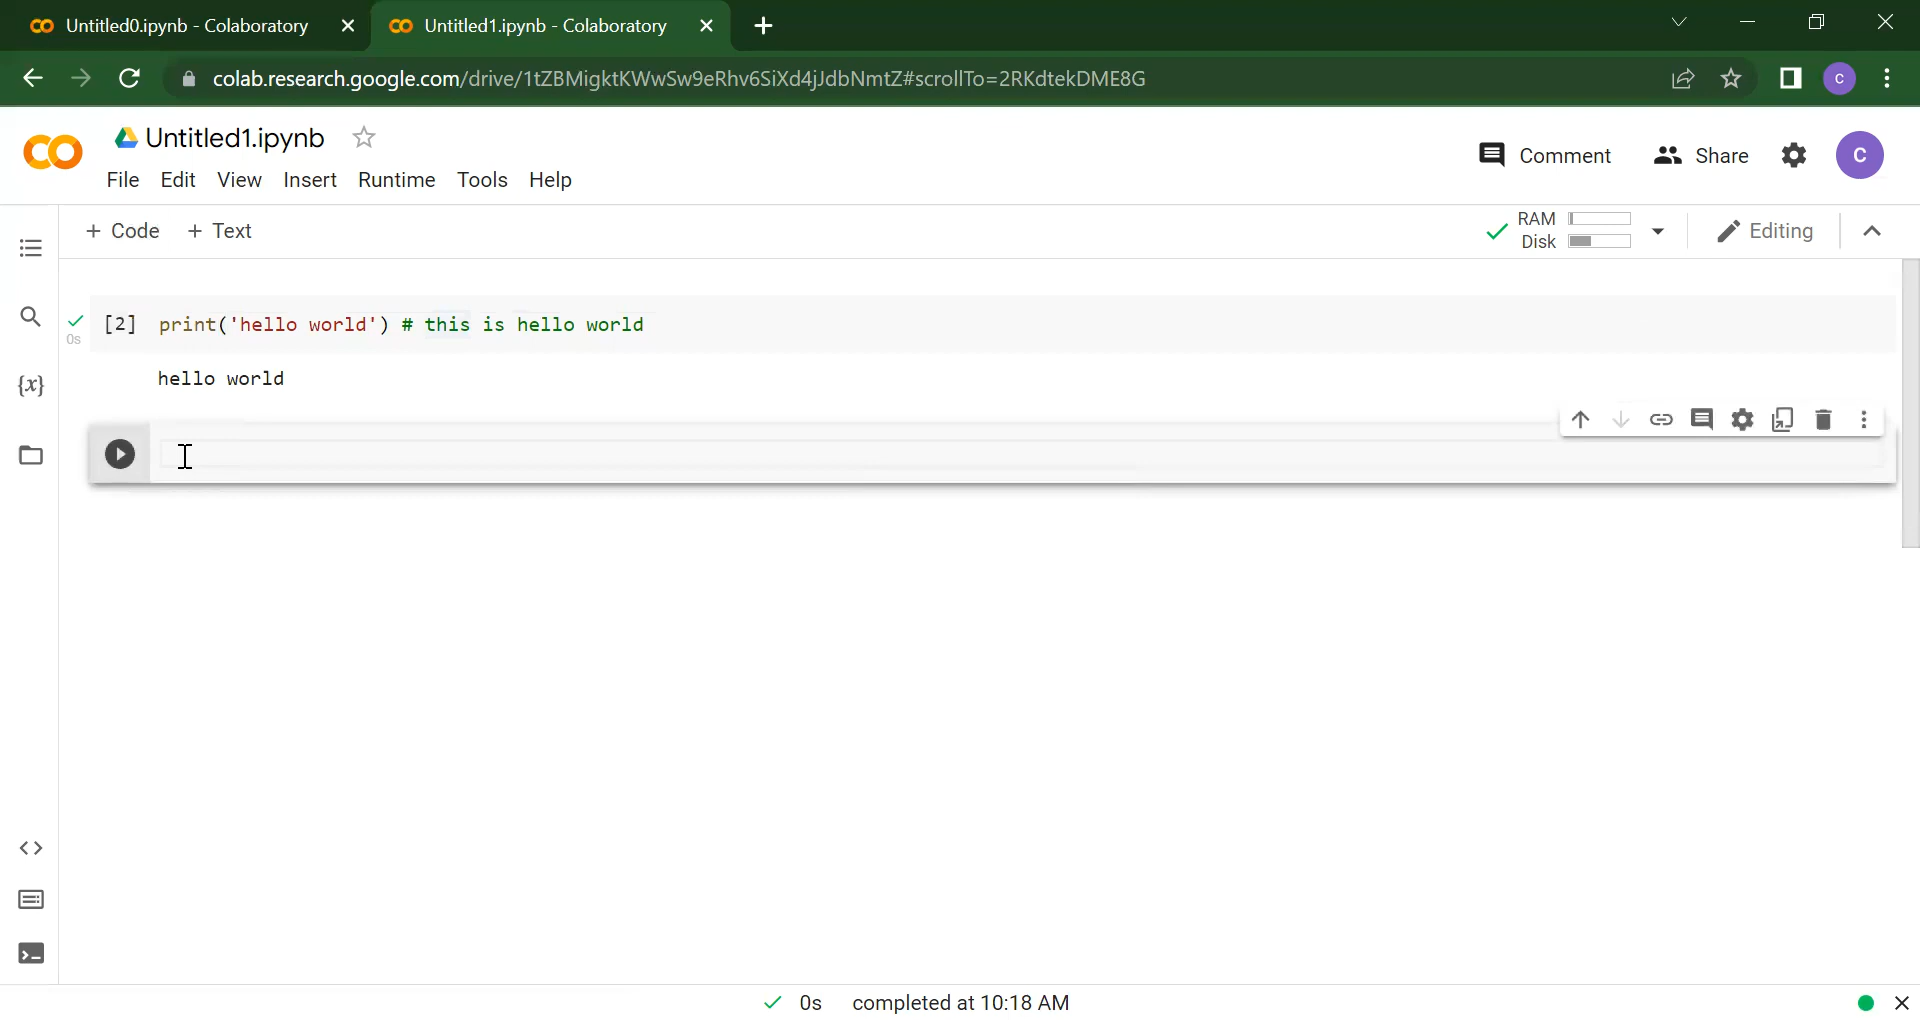 Untitled0.ipynb - Colaboratory
Untitled1.ipynb - Colaboratory
colab.research.google.com/drive/1tZBMigktKWwSw9eRhv6SiXd4jJdbNmtZ#scrollTo=2RKdtekDME8G
C
Untitled1.ipynb
Comment
Share
C
File Edit View Insert Runtime Tools Help
+ Code + Text
RAM
Disk
Editing
[2] print('hello world') # this is hello world
0s
hello world
0s completed at 10:18 AM